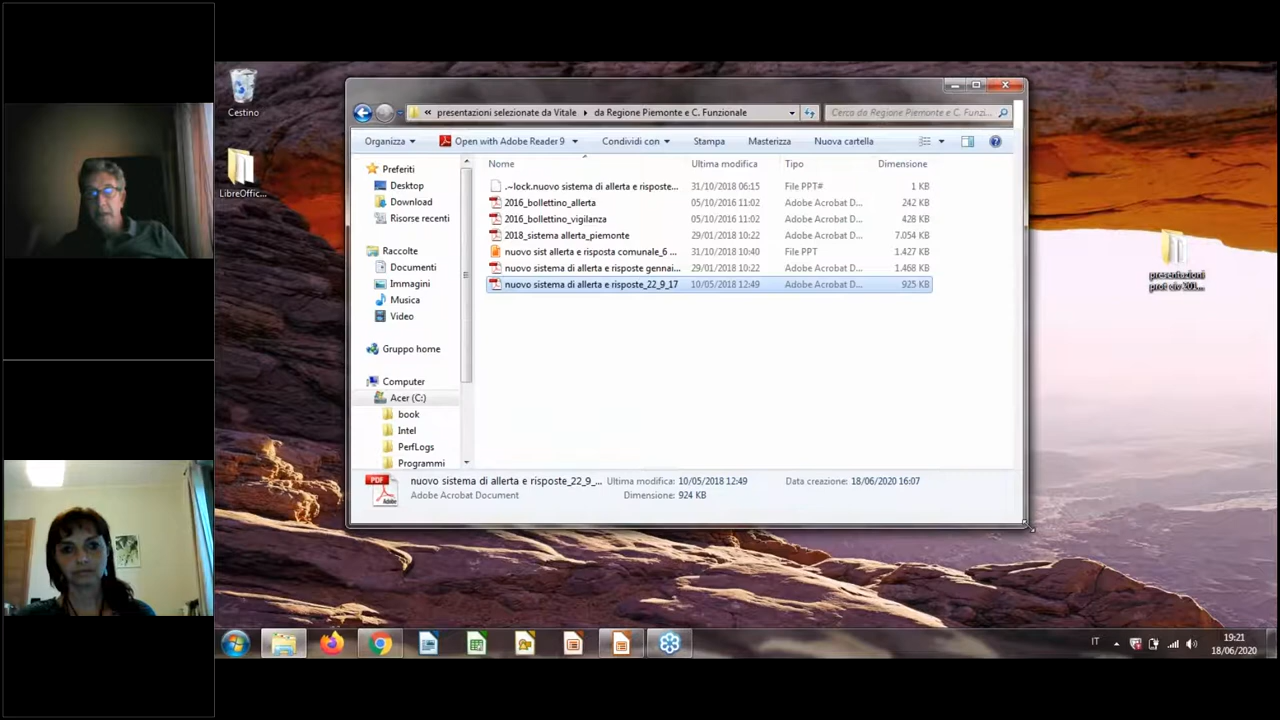 Cestino
LibreOffic...
presentazioni
prot civ 201...
« presentazioni selezionate da Vitale ▸ da Regione Piemonte e C. Funzionale
Cerca da Regione Piemonte e C. Funzi...
Organizza
Open with Adobe Reader 9
Condividi con
Stampa
Masterizza
Nuova cartella
Preferiti
Desktop
Download
Risorse recenti
Raccolte
Documenti
Immagini
Musica
Video
Gruppo home
Computer
Acer (C:)
book
Intel
PerfLogs
Programmi
Nome Ultima modifica Tipo Dimensione
.~lock.nuovo sistema di allerta e risposte... 31/10/2018 06:15 File PPT# 1 KB
2016_bollettino_allerta 05/10/2016 11:02 Adobe Acrobat D... 242 KB
2016_bollettino_vigilanza 05/10/2016 11:02 Adobe Acrobat D... 428 KB
2018_sistema allerta_piemonte 29/01/2018 10:22 Adobe Acrobat D... 7.054 KB
nuovo sist allerta e risposta comunale_6 ... 31/10/2018 10:40 File PPT 1.427 KB
nuovo sistema di allerta e risposte gennai... 29/01/2018 10:22 Adobe Acrobat D... 1.468 KB
nuovo sistema di allerta e risposte_22_9_17 10/05/2018 12:49 Adobe Acrobat D... 925 KB
PDF
Adobe
nuovo sistema di allerta e risposte_22_9_... Ultima modifica: 10/05/2018 12:49 Data creazione: 18/06/2020 16:07
Adobe Acrobat Document Dimensione: 924 KB
IT
19:21
18/06/2020